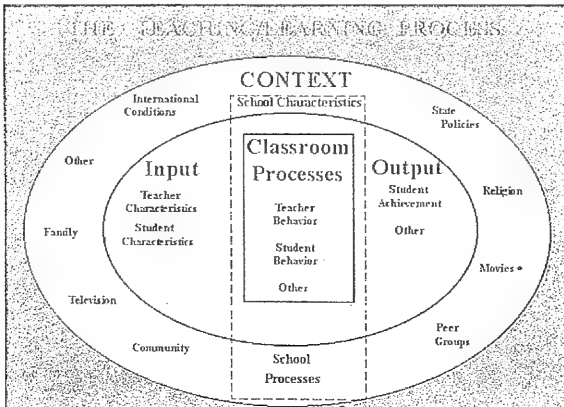 THE TEACHING/LEARNING PROCESS
CONTEXT
School Characteristics
International
Conditions
State
Policies
Other
Input
Classroom
Processes
Output
Teacher
Characteristics
Student
Characteristics
Teacher
Behavior
Student
Behavior
Other
Student
Achievement
Other
Religion
Family
Movies
Television
Peer
Groups
Community
School
Processes